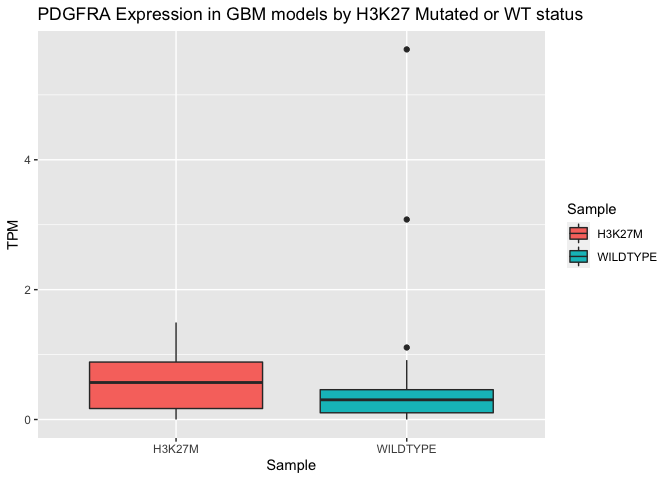 PDGFRA Expression in GBM models by H3K27 Mutated or WT status
4
2
0
TPM
H3K27M
WILDTYPE
Sample
Sample
H3K27M
WILDTYPE